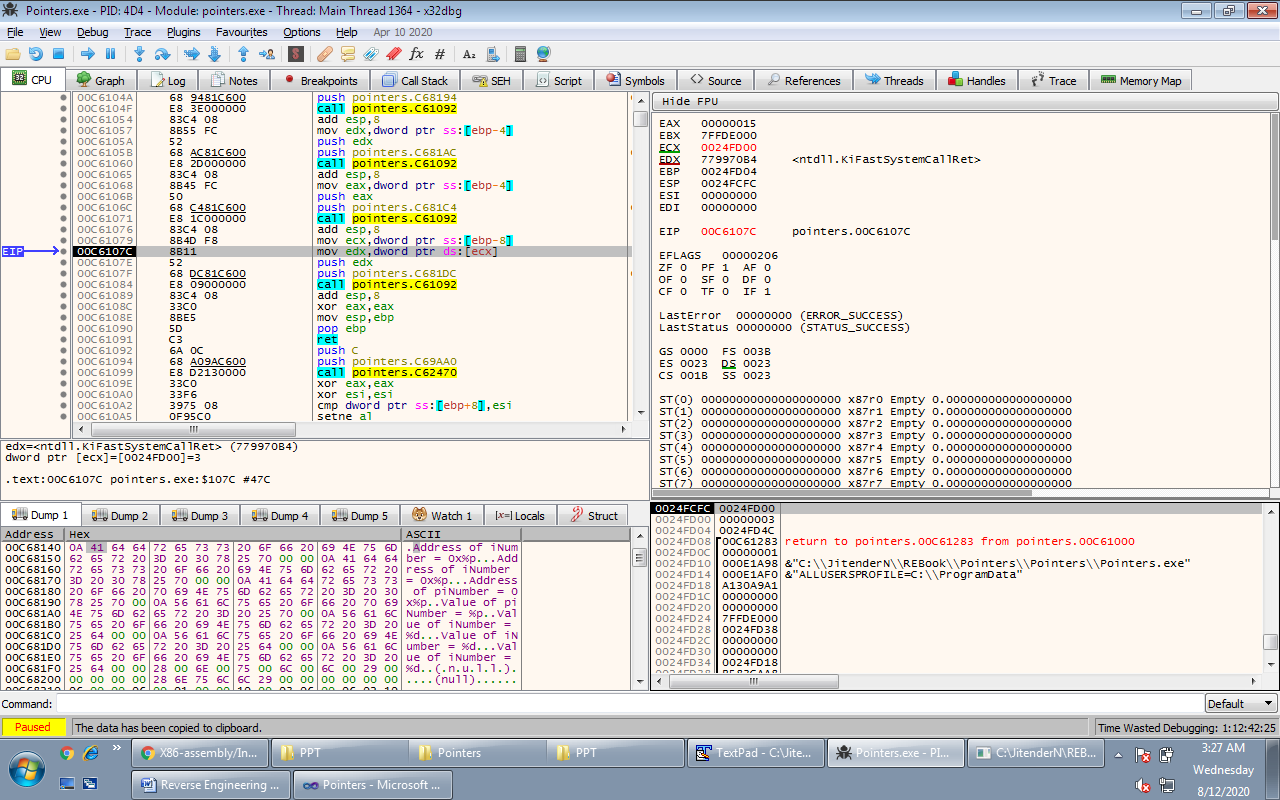 Pointers.exe - PID: 4D4 - Module: pointers.exe - Thread: Main Thread 1364 - x32dbg
File View Debug Trace Plugins Favourites Options Help Apr 10 2020
CPU Graph Log Notes Breakpoints Call Stack SEH Script Symbols Source References Threads Handles Trace Memory Map
00C6104A 68 9481C600 push pointers.C68194
00C6104F E8 3E000000 call pointers.C61092
00C61054 83C4 08 add esp,8
00C61057 8B55 FC mov edx,dword ptr ss:[ebp-4]
00C6105A 52 push edx
00C6105B 68 AC81C600 push pointers.C681AC
00C61060 E8 2D000000 call pointers.C61092
00C61065 83C4 08 add esp,8
00C61068 8B45 FC mov eax,dword ptr ss:[ebp-4]
00C6106B 50 push eax
00C6106C 68 C481C600 push pointers.C681C4
00C61071 E8 1C000000 call pointers.C61092
00C61076 83C4 08 add esp,8
00C61079 8B4D F8 mov ecx,dword ptr ss:[ebp-8]
EIP 00C6107C 8B11 mov edx,dword ptr ds:[ecx]
00C6107E 52 push edx
00C6107F 68 DC81C600 push pointers.C681DC
00C61084 E8 09000000 call pointers.C61092
00C61089 83C4 08 add esp,8
00C6108C 33C0 xor eax,eax
00C6108E 8BE5 mov esp,ebp
00C61090 5D pop ebp
00C61091 C3 ret
00C61092 6A 0C push C
00C61094 68 A09AC600 push pointers.C69AA0
00C61099 E8 D2130000 call pointers.C62470
00C6109E 33C0 xor eax,eax
00C610A0 33F6 xor esi,esi
00C610A2 3975 08 cmp dword ptr ss:[ebp+8],esi
00C610A5 0F95C0 setne al
Hide FPU
EAX 00000015
EBX 7FFDE000
ECX 0024FD00
EDX 779970B4 <ntdll.KiFastSystemCallRet>
EBP 0024FD04
ESP 0024FCFC
ESI 00000000
EDI 00000000
EIP 00C6107C pointers.00C6107C
EFLAGS 00000206
ZF 0 PF 1 AF 0
OF 0 SF 0 DF 0
CF 0 TF 0 IF 1
LastError 00000000 (ERROR_SUCCESS)
LastStatus 00000000 (STATUS_SUCCESS)
GS 0000 FS 003B
ES 0023 DS 0023
CS 001B SS 0023
ST(0) 00000000000000000000 x87r0 Empty 0.000000000000000000
ST(1) 00000000000000000000 x87r1 Empty 0.000000000000000000
ST(2) 00000000000000000000 x87r2 Empty 0.000000000000000000
ST(3) 00000000000000000000 x87r3 Empty 0.000000000000000000
ST(4) 00000000000000000000 x87r4 Empty 0.000000000000000000
ST(5) 00000000000000000000 x87r5 Empty 0.000000000000000000
ST(6) 00000000000000000000 x87r6 Empty 0.000000000000000000
ST(7) 00000000000000000000 x87r7 Empty 0.000000000000000000
edx=<ntdll.KiFastSystemCallRet> (779970B4)
dword ptr [ecx]=[0024FD00]=3
.text:00C6107C pointers.exe:$107C #47C
Dump 1 Dump 2 Dump 3 Dump 4 Dump 5 Watch 1 [x=] Locals Struct
Address Hex ASCII
00C68140 0A 41 64 64 72 65 73 73 20 6F 66 20 69 4E 75 6D .Address of iNum
00C68150 62 65 72 20 3D 20 30 78 25 70 00 00 0A 41 64 64 ber = 0x%p...Add
00C68160 72 65 73 73 20 6F 66 20 69 4E 75 6D 62 65 72 20 ress of iNumber 
00C68170 3D 20 30 78 25 70 00 00 0A 41 64 64 72 65 73 73 = 0x%p...Address
00C68180 20 6F 66 20 70 69 4E 75 6D 62 65 72 20 3D 20 30 of piNumber = 0
00C68190 78 25 70 00 0A 56 61 6C 75 65 20 6F 66 20 70 69 x%p..Value of pi
00C681A0 4E 75 6D 62 65 72 20 3D 20 25 70 00 0A 56 61 6C Number = %p..Val
00C681B0 75 65 20 6F 66 20 69 4E 75 6D 62 65 72 20 3D 20 ue of iNumber =
00C681C0 25 64 00 00 0A 56 61 6C 75 65 20 6F 66 20 69 4E %d...Value of iN
00C681D0 75 6D 62 65 72 20 3D 20 25 64 00 00 0A 56 61 6C umber = %d...Val
00C681E0 75 65 20 6F 66 20 69 4E 75 6D 62 65 72 20 3D 20 ue of iNumber =
00C681F0 25 64 00 00 28 00 6E 00 75 00 6C 00 6C 00 29 00 %d..(.n.u.l.l.).
00C68200 00 00 00 00 28 6E 75 6C 6C 29 00 00 00 00 00 00 ....(null)......
0024FCFC 0024FD00
0024FD00 00000003
0024FD04 0024FD4C
0024FD08 00C61283 return to pointers.00C61283 from pointers.00C61000
0024FD0C 00000001
0024FD10 000E1A98 &"C:\\JitenderN\\REBook\\Pointers\\Pointers\\Pointers.exe"
0024FD14 000E1AF0 &"ALLUSERSPROFILE=C:\\ProgramData"
0024FD18 A130A9A1
0024FD1C 00000000
0024FD20 00000000
0024FD24 7FFDE000
0024FD28 0024FD38
0024FD2C 00000000
0024FD30 00000000
0024FD34 0024FD18
Command: Default
Paused The data has been copied to clipboard. Time Wasted Debugging: 1:12:42:25
X86-assembly/In... PPT Pointers PPT TextPad - C:\Jite... Pointers.exe - PI... C:\JitenderN\REB...
Reverse Engineering ... Pointers - Microsoft ...
3:27 AM
Wednesday
8/12/2020